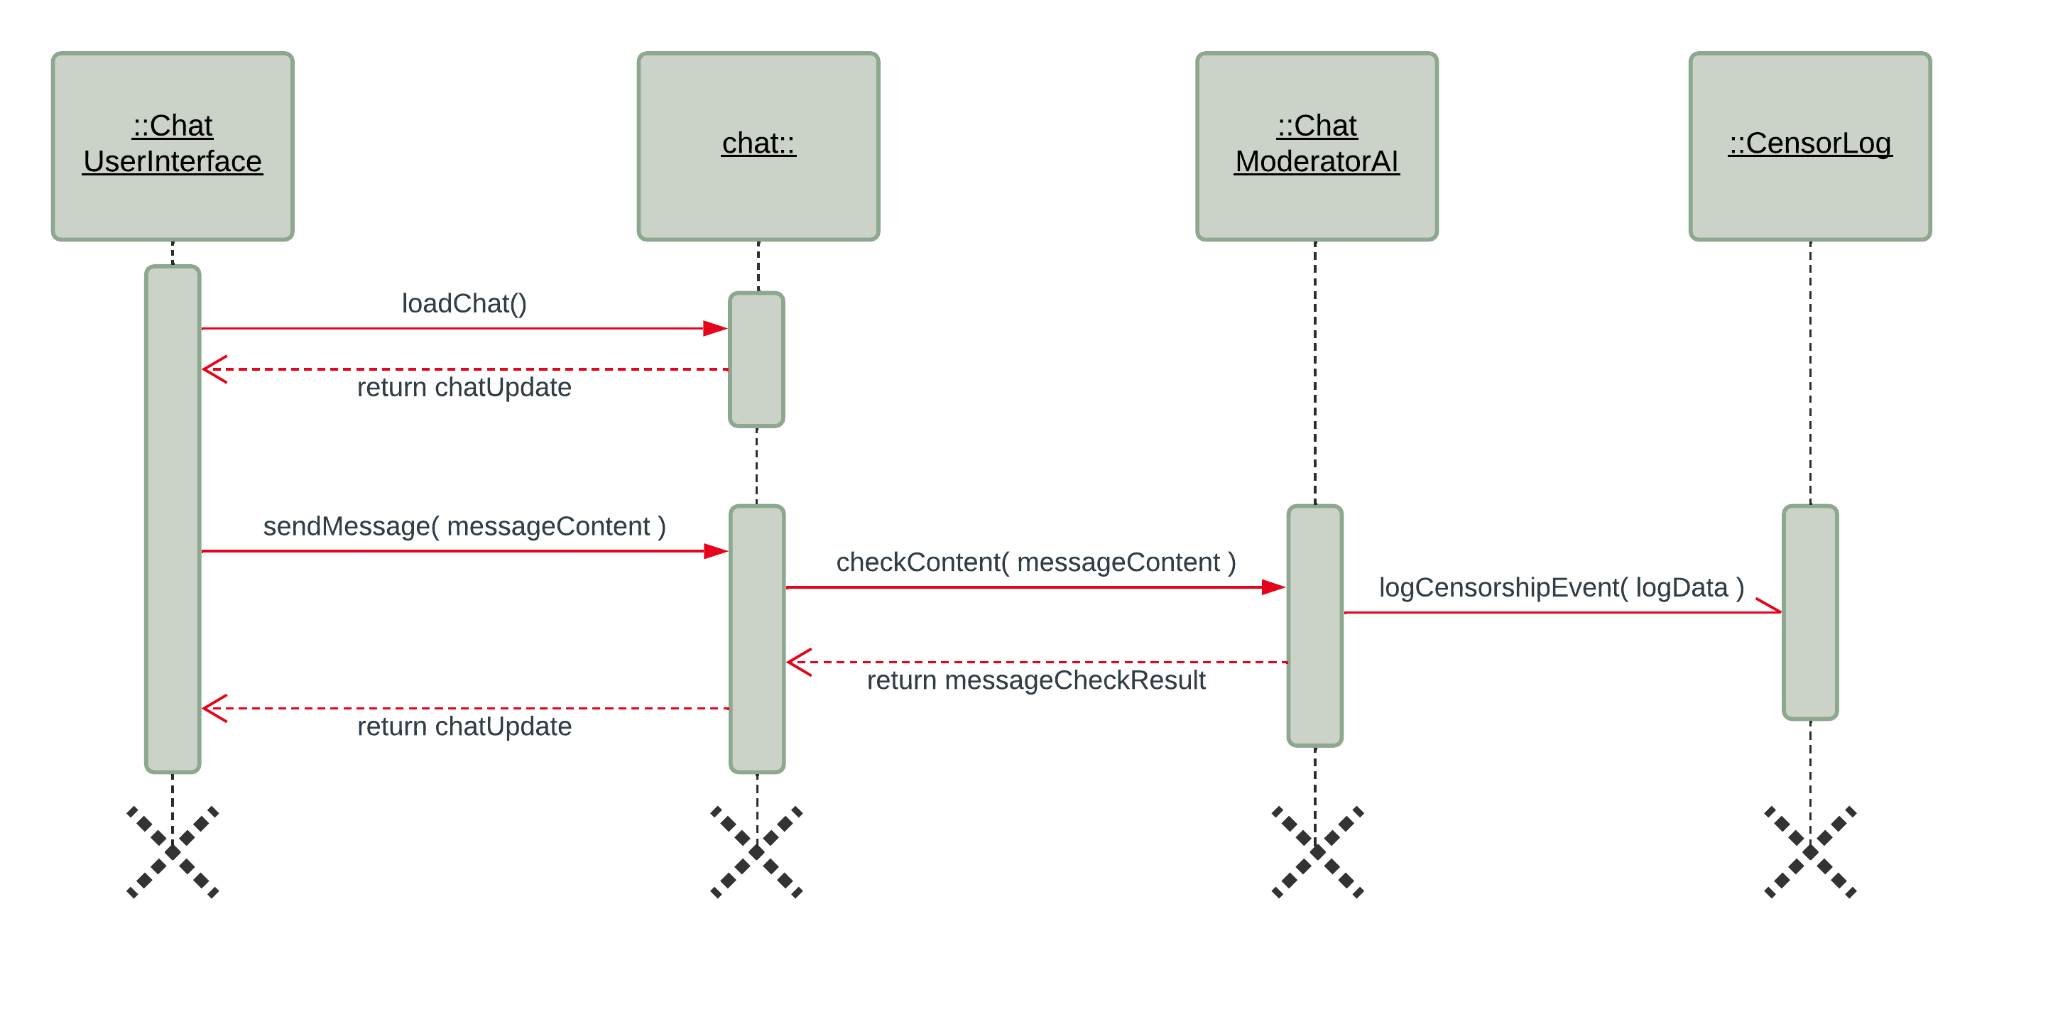 ::Chat
UserInterface
chat::
::Chat
ModeratorAI
::CensorLog
loadChat()
return chatUpdate
sendMessage( messageContent )
checkContent( messageContent )
logCensorshipEvent( logData )
return messageCheckResult
return chatUpdate